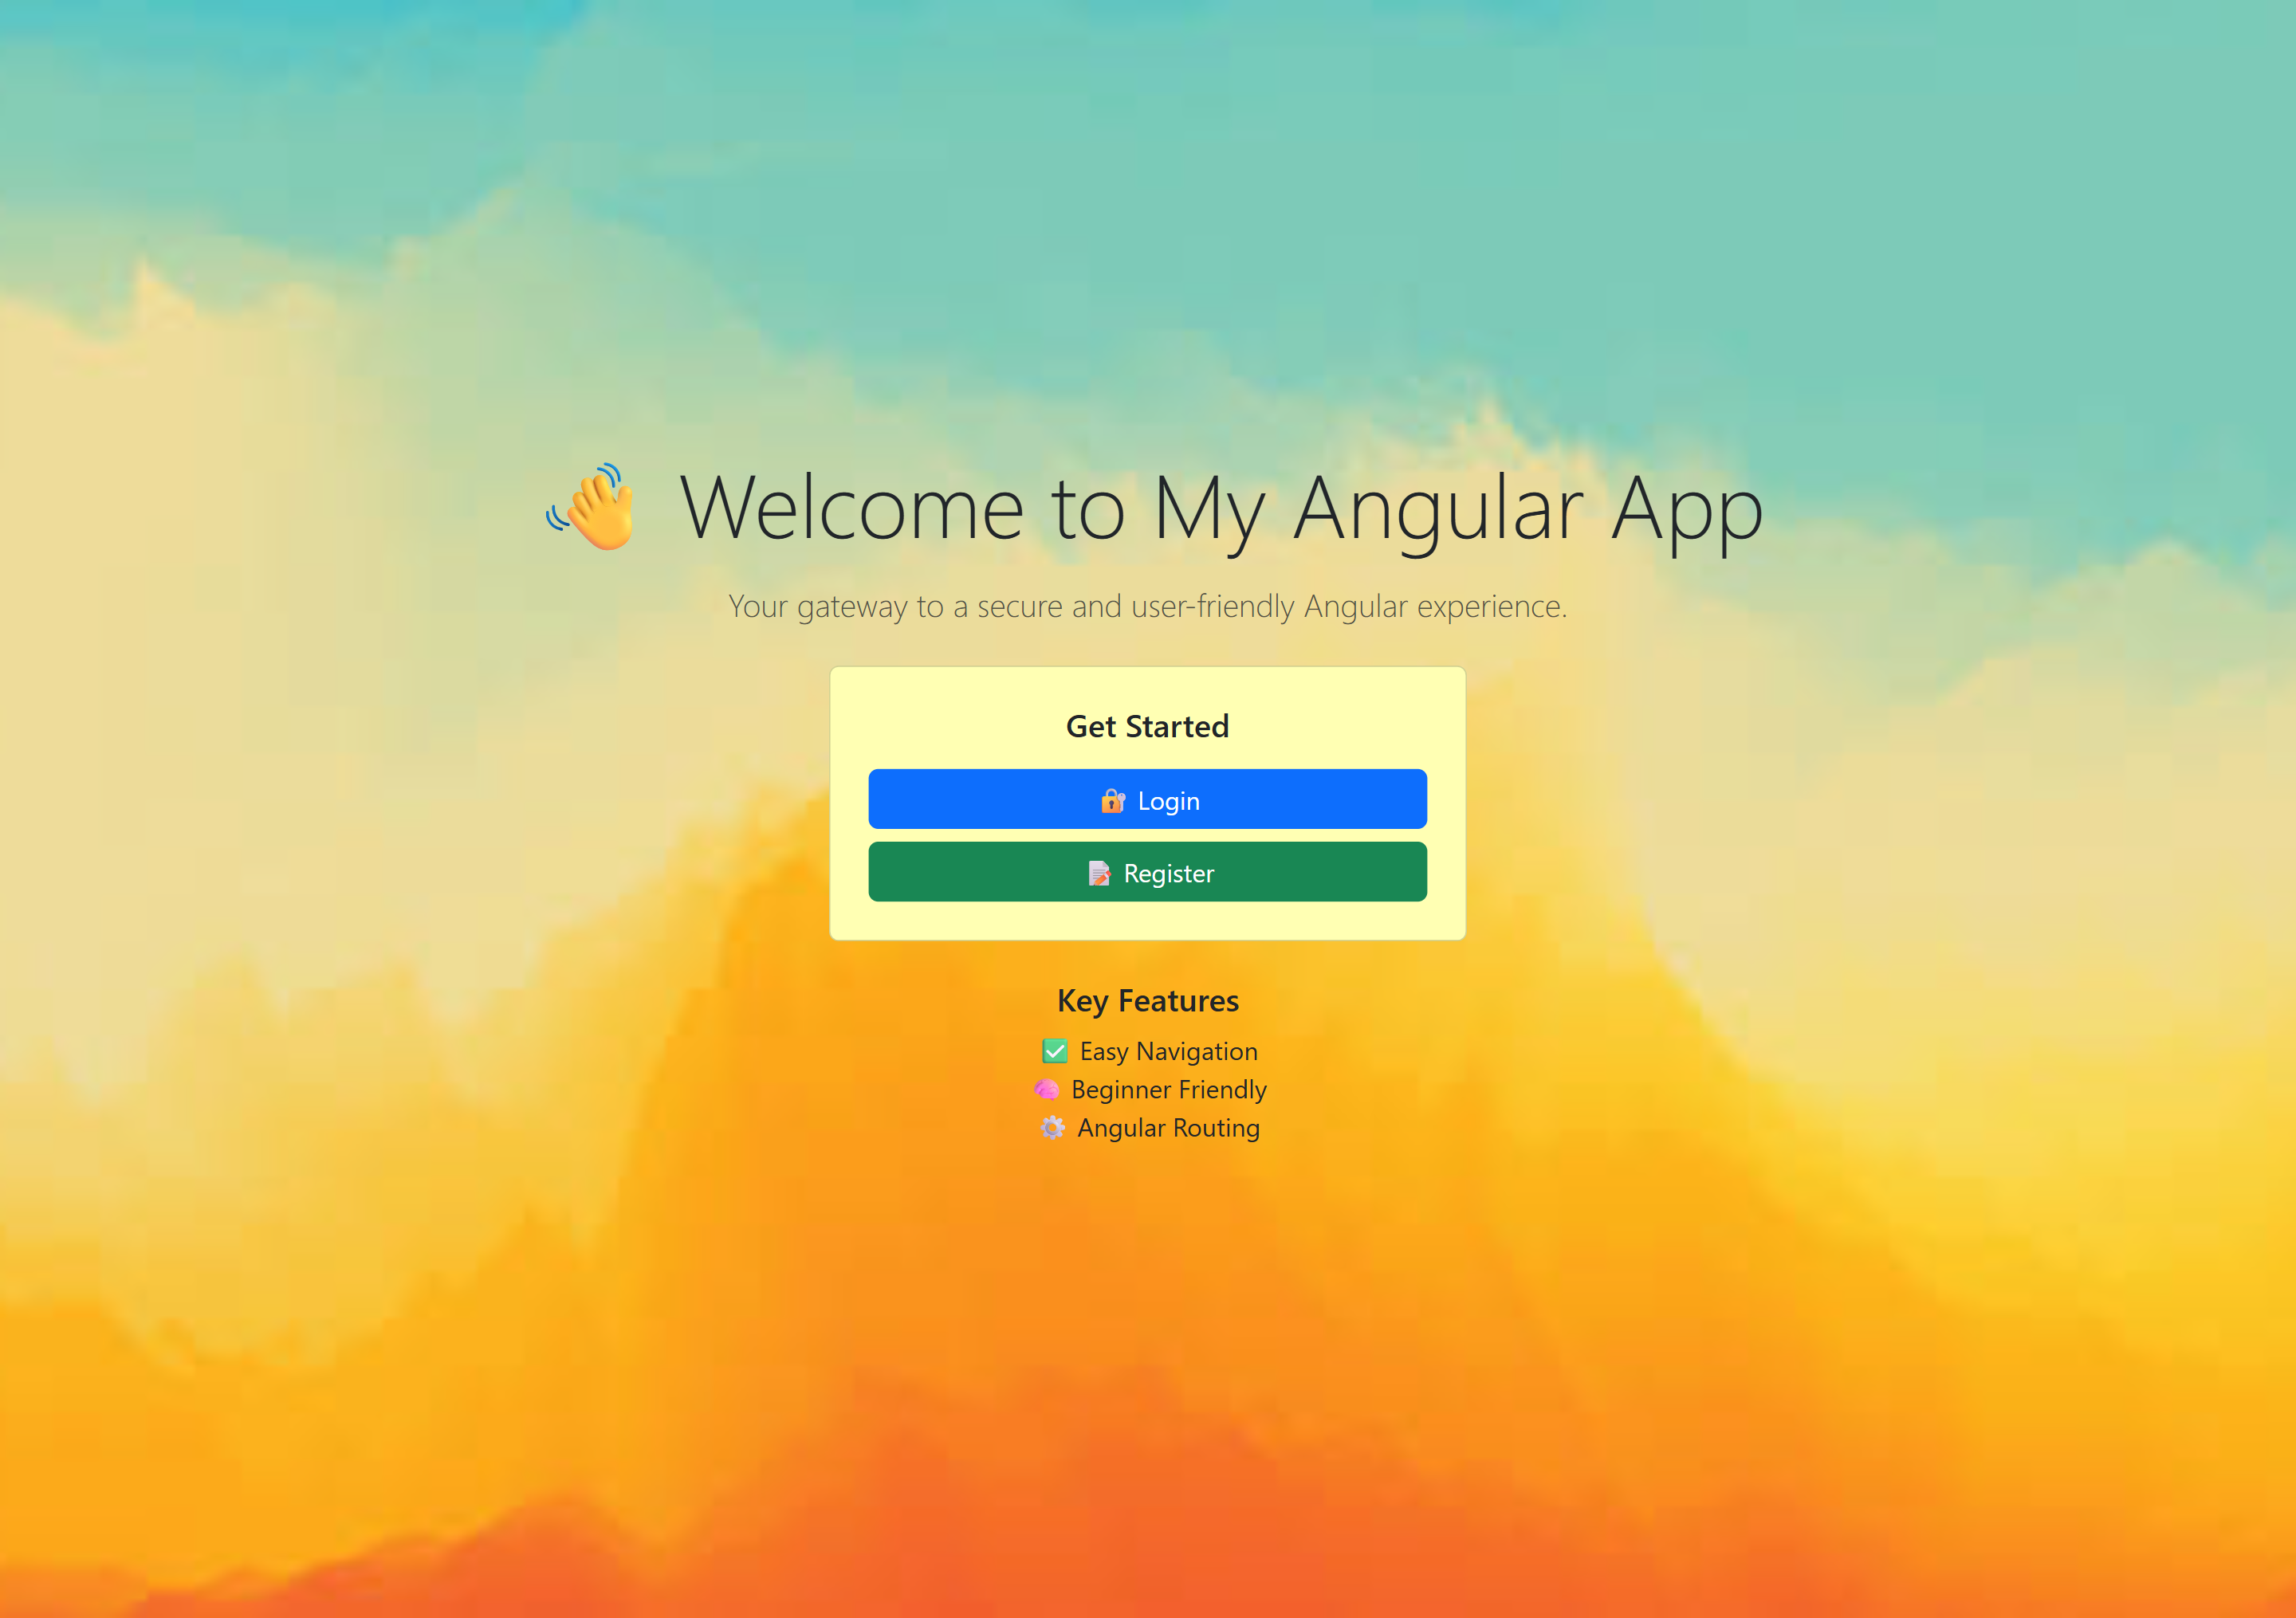 👋 Welcome to My Angular App
Your gateway to a secure and user-friendly Angular experience.
Get Started
🔐 Login
📝 Register
Key Features
✅ Easy Navigation
🧠 Beginner Friendly
⚙️ Angular Routing